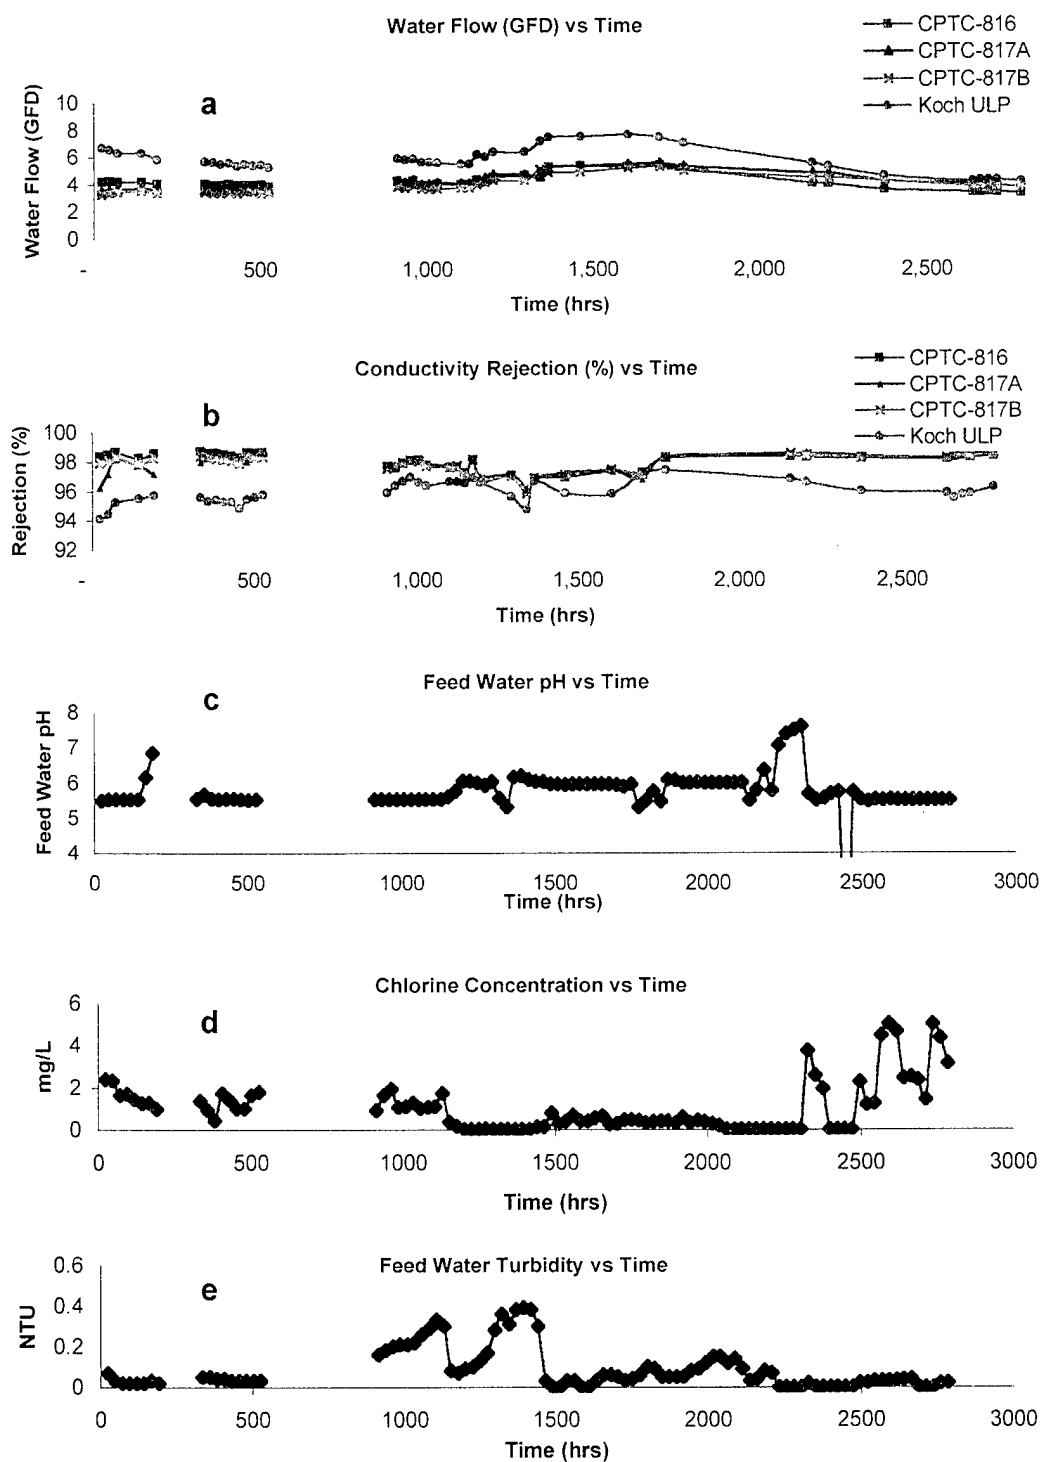 Water Flow (GFD) vs Time
CPTC-816
CPTC-817A
CPTC-817B
Koch ULP
a
Water Flow (GFD)
10
8
6
4
2
0
- 500 1,000 1,500 2,000 2,500
Time (hrs)
Conductivity Rejection (%) vs Time
CPTC-816
CPTC-817A
CPTC-817B
Koch ULP
b
Rejection (%)
100
98
96
94
92
- 500 1,000 1,500 2,000 2,500
Time (hrs)
Feed Water pH vs Time
c
Feed Water pH
8
7
6
5
4
0 500 1000 1500 2000 2500 3000
Time (hrs)
Chlorine Concentration vs Time
d
mg/L
6
4
2
0
0 500 1000 1500 2000 2500 3000
Time (hrs)
Feed Water Turbidity vs Time
e
NTU
0.6
0.4
0.2
0
0 500 1000 1500 2000 2500 3000
Time (hrs)